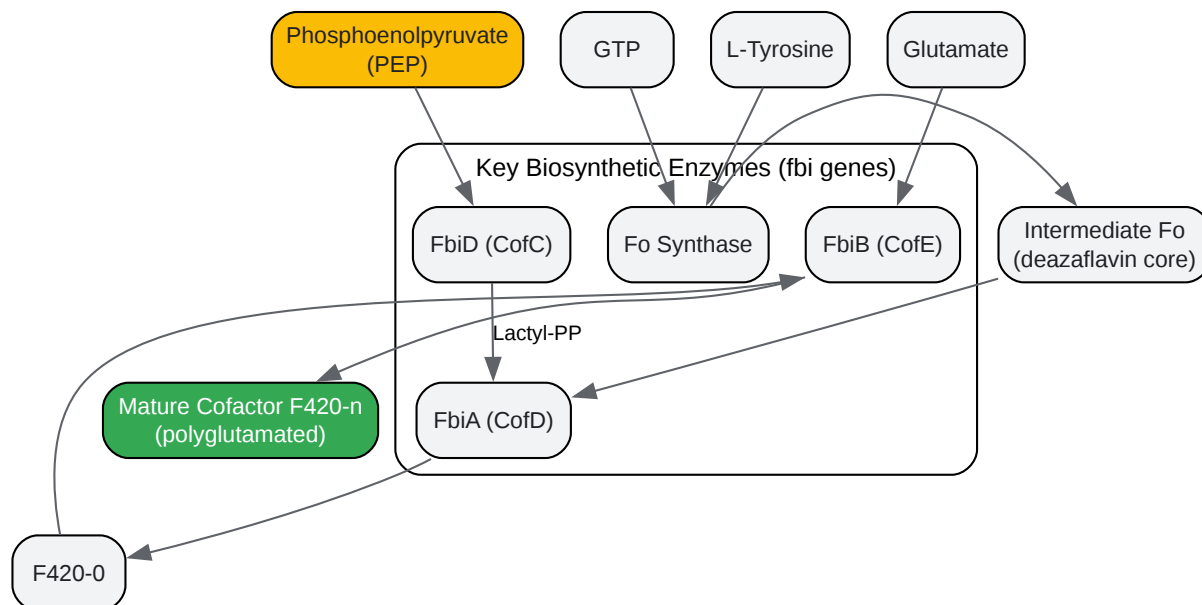 Phosphoenolpyruvate
(PEP)
GTP
L-Tyrosine
Glutamate
Key Biosynthetic Enzymes (fbi genes)
FbiD (CofC)
Fo Synthase
FbiB (CofE)
Intermediate Fo
(deazaflavin core)
Lactyl-PP
Mature Cofactor F420-n
(polyglutamated)
FbiA (CofD)
F420-0